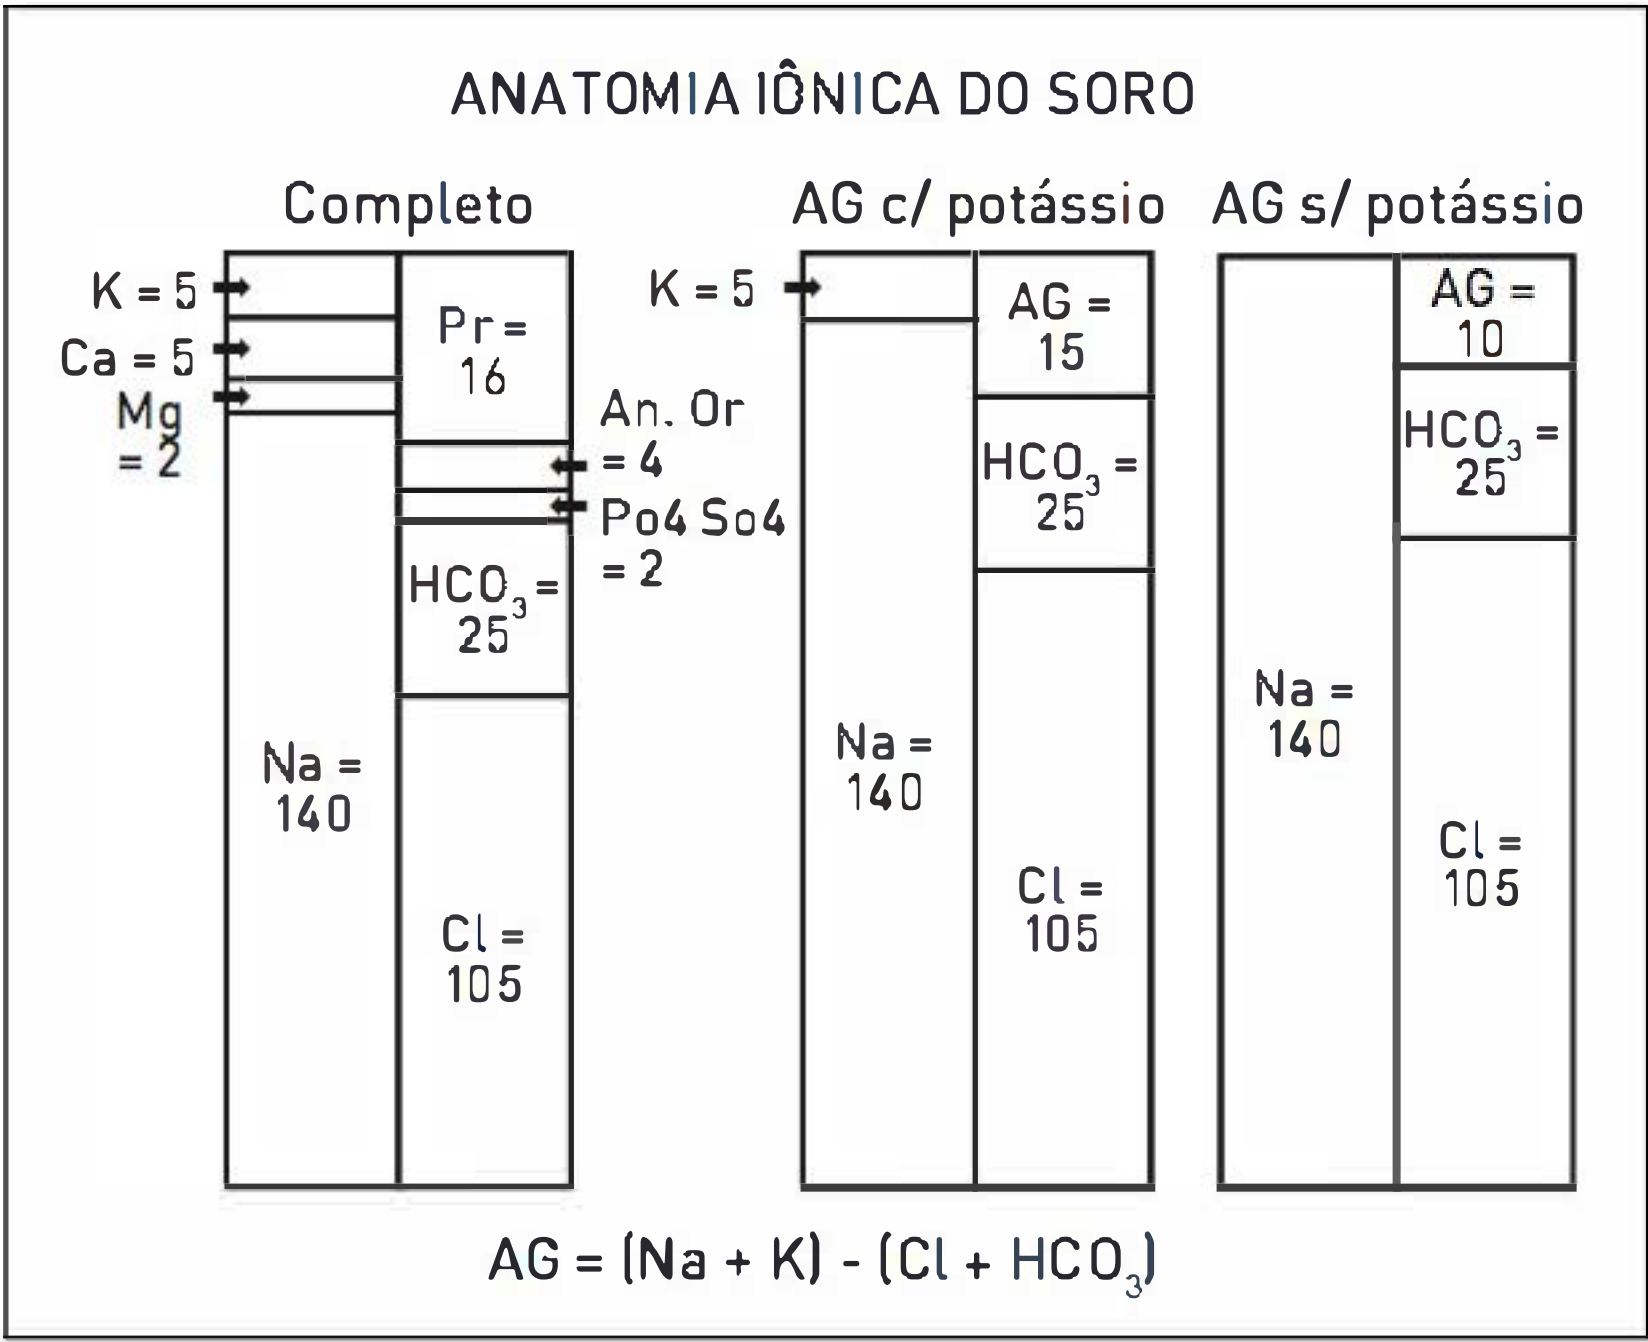 ANATOMIA IÔNICA DO SORO
Completo
K = 5
Ca = 5
Mg
= 2
Pr =
16
An. Or
= 4
Po4 So4
= 2
HCO₃ =
25
Na =
140
Cl =
105
AG c/ potássio
K = 5
AG =
15
HCO₃ =
25
Na =
140
Cl =
105
AG s/ potássio
AG =
10
HCO₃ =
25
Na =
140
Cl =
105
AG = (Na + K) - (Cl + HCO₃)